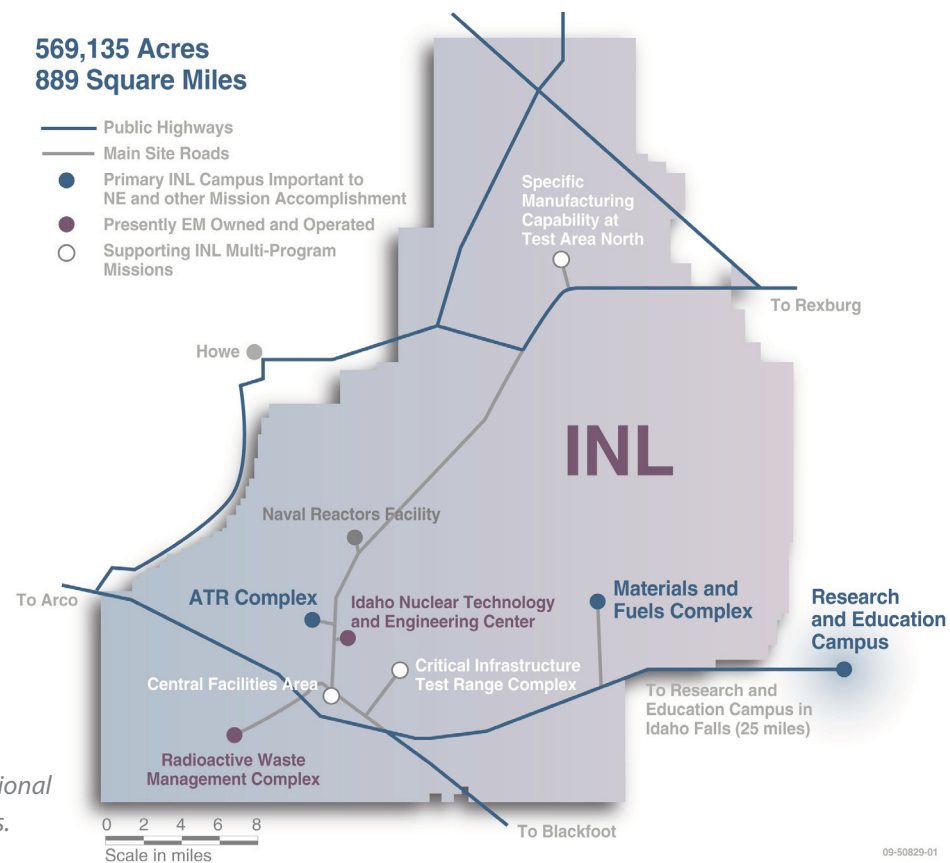 569,135 Acres
889 Square Miles
Public Highways
Main Site Roads
Primary INL Campus Important to
NE and other Mission Accomplishment
Presently EM Owned and Operated
Supporting INL Multi-Program
Missions
Specific
Manufacturing
Capability at
Test Area North
To Rexburg
Howe
INL
Naval Reactors Facility
To Arco
ATR Complex
Idaho Nuclear Technology
and Engineering Center
Materials and
Fuels Complex
Research
and Education
Campus
Central Facilities Area
Critical Infrastructure
Test Range Complex
To Research and
Education Campus in
Idaho Falls (25 miles)
Radioactive Waste
Management Complex
ional
s.
0 2 4 6 8
Scale in miles
To Blackfoot
09-50829-01